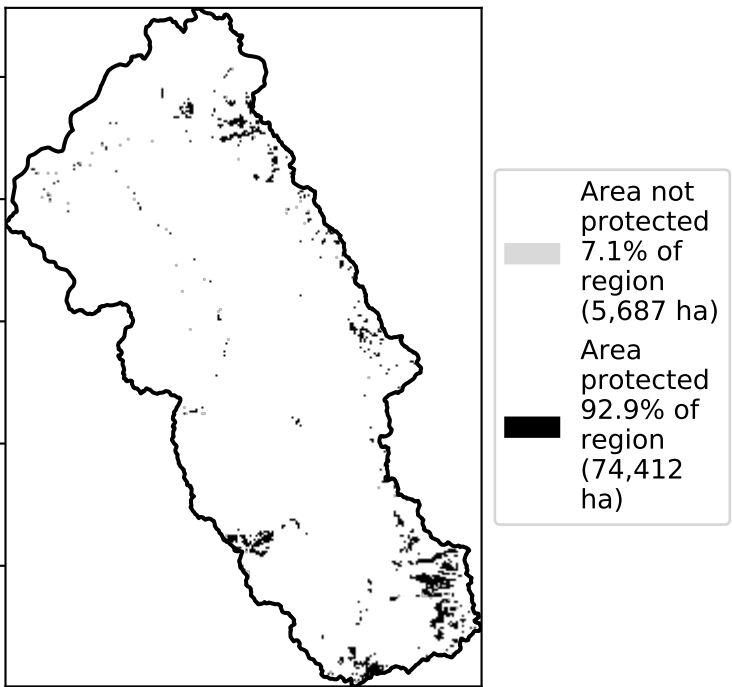 Area not
protected
7.1% of
region
(5,687 ha)
Area
protected
92.9% of
region
(74,412
ha)